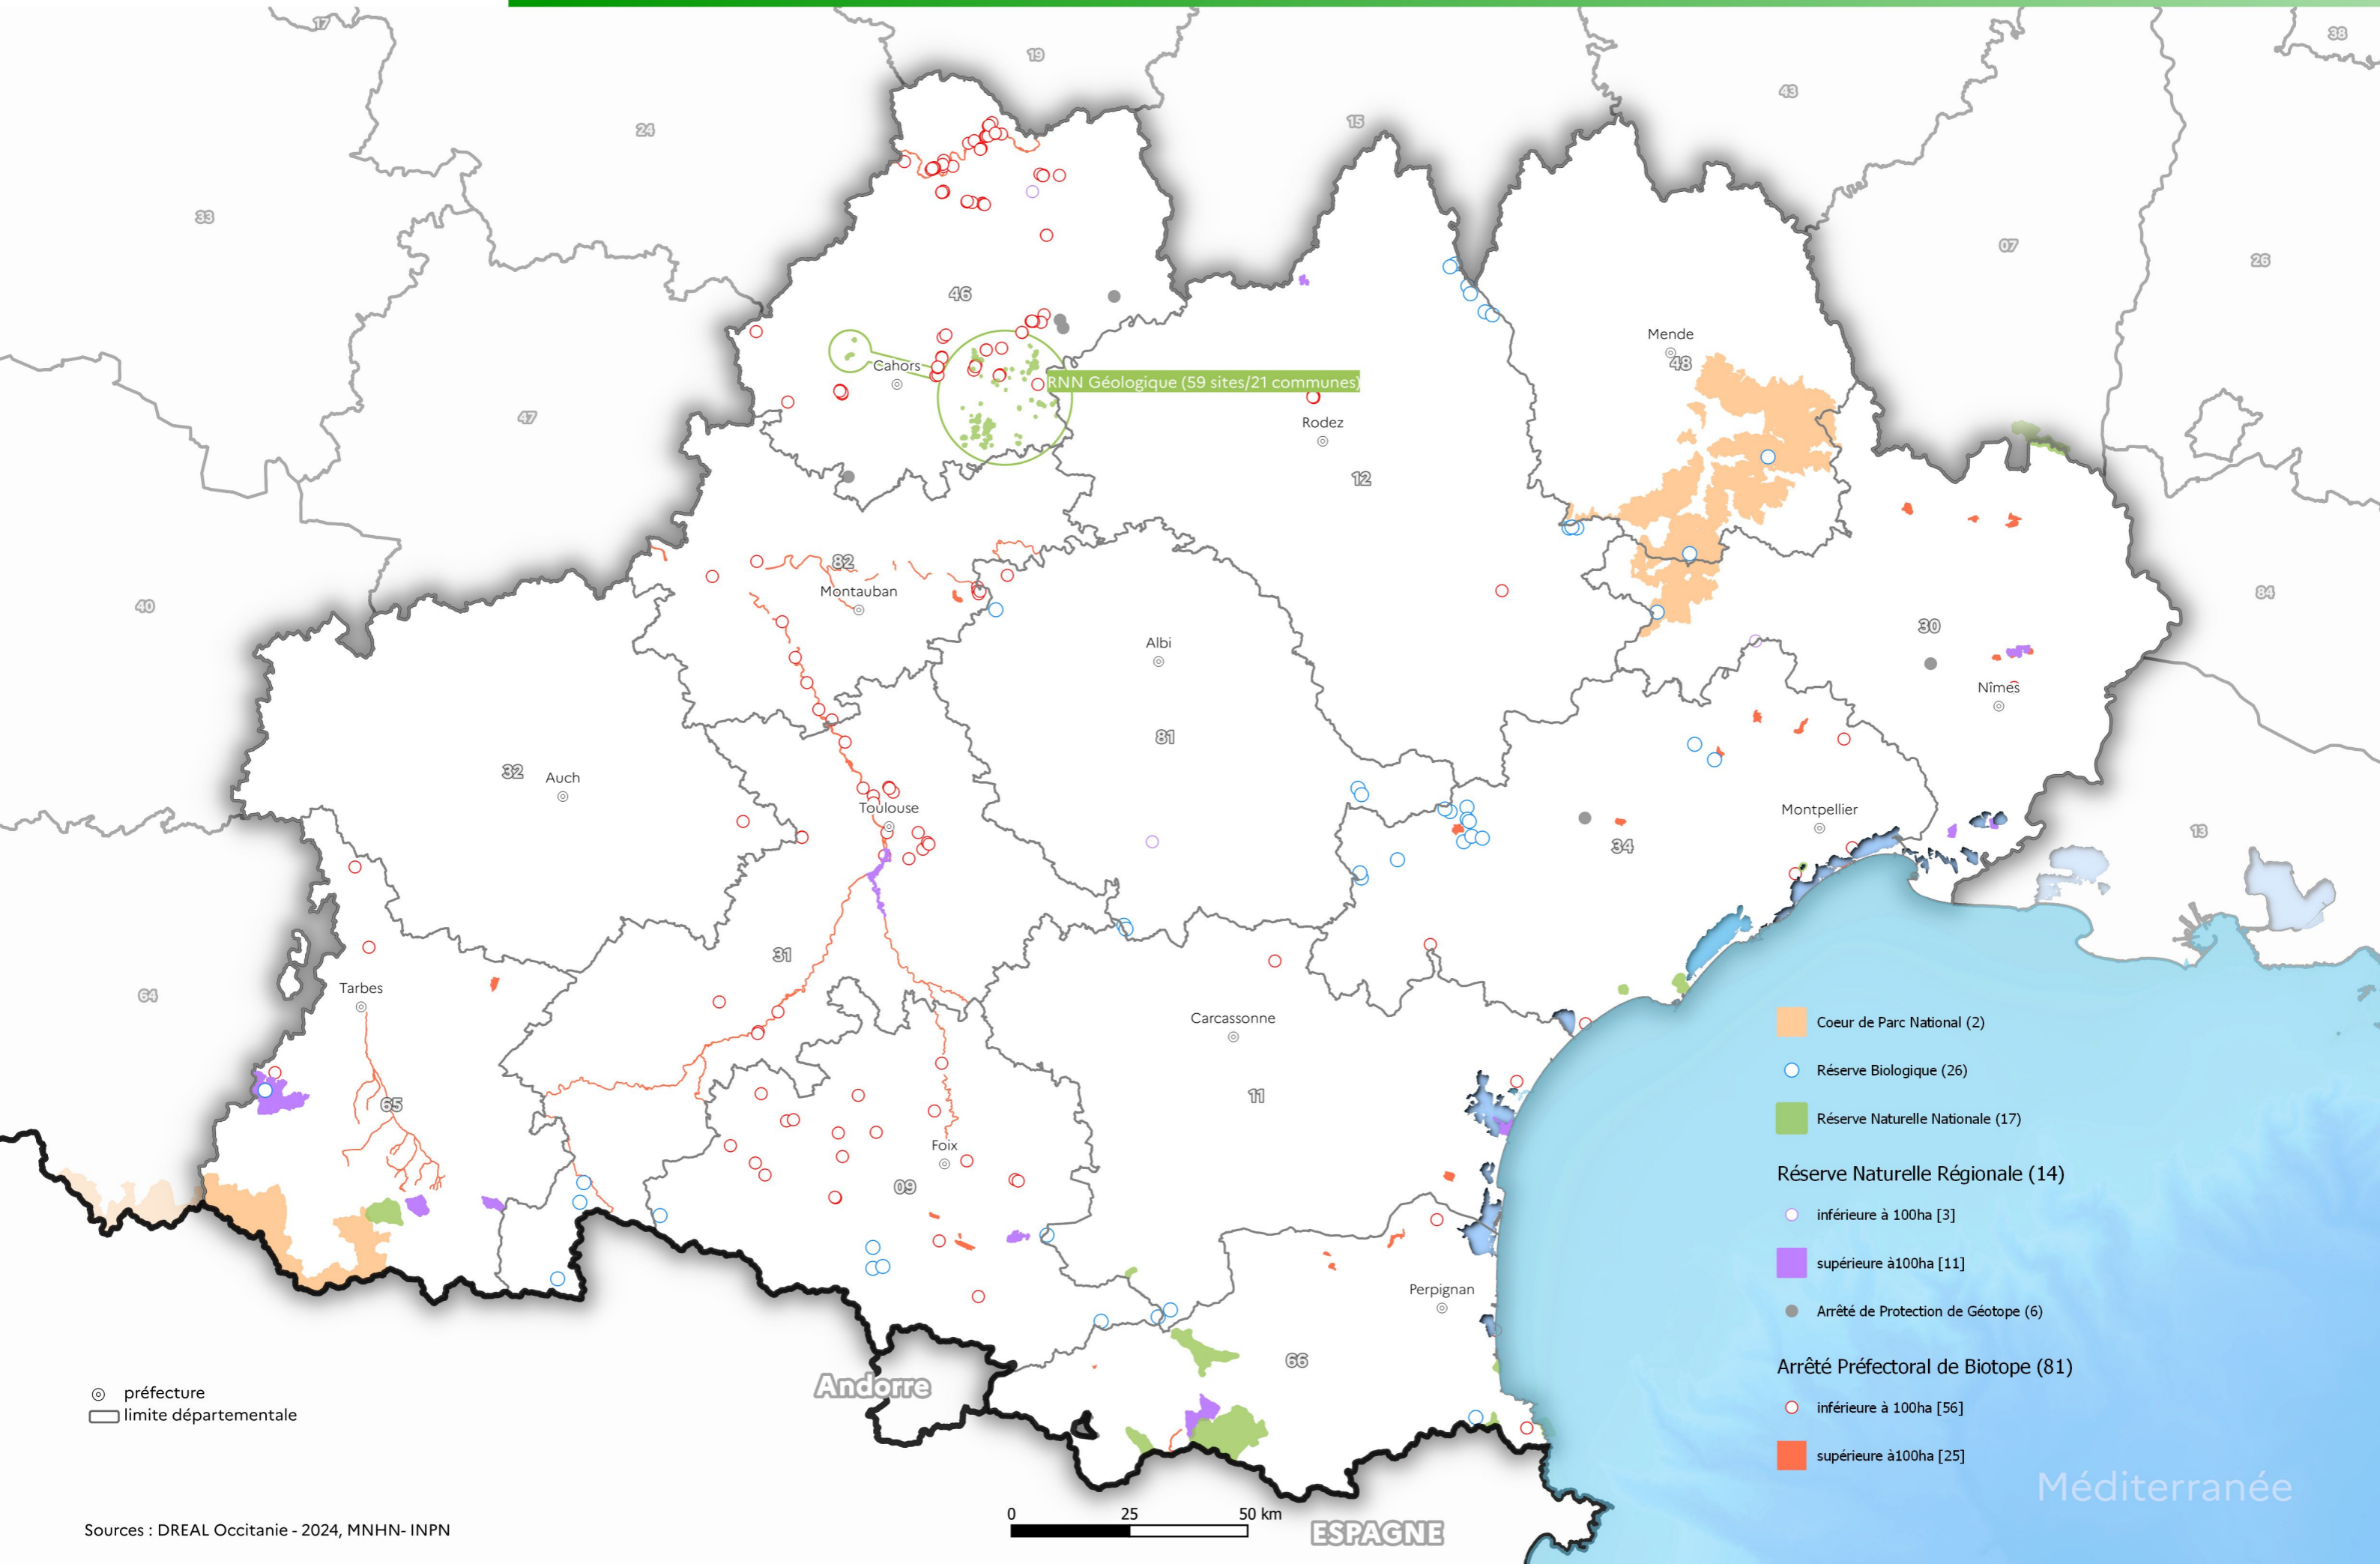 17
19
38
43
24
15
33
07
26
46
Mende
48
Cahors
RNN Géologique (59 sites/21 communes)
47
Rodez
12
82
Montauban
40
84
30
Albi
Nîmes
81
32
Auch
Toulouse
Montpellier
13
34
31
Tarbes
64
Carcassonne
11
65
Foix
09
Perpignan
66
Andorre
ESPAGNE
Méditerranée
Coeur de Parc National (2)
Réserve Biologique (26)
Réserve Naturelle Nationale (17)
Réserve Naturelle Régionale (14)
inférieure à 100ha [3]
supérieure à100ha [11]
Arrêté de Protection de Géotope (6)
Arrêté Préfectoral de Biotope (81)
inférieure à 100ha [56]
supérieure à100ha [25]
préfecture
limite départementale
0 25 50 km
Sources : DREAL Occitanie - 2024, MNHN- INPN